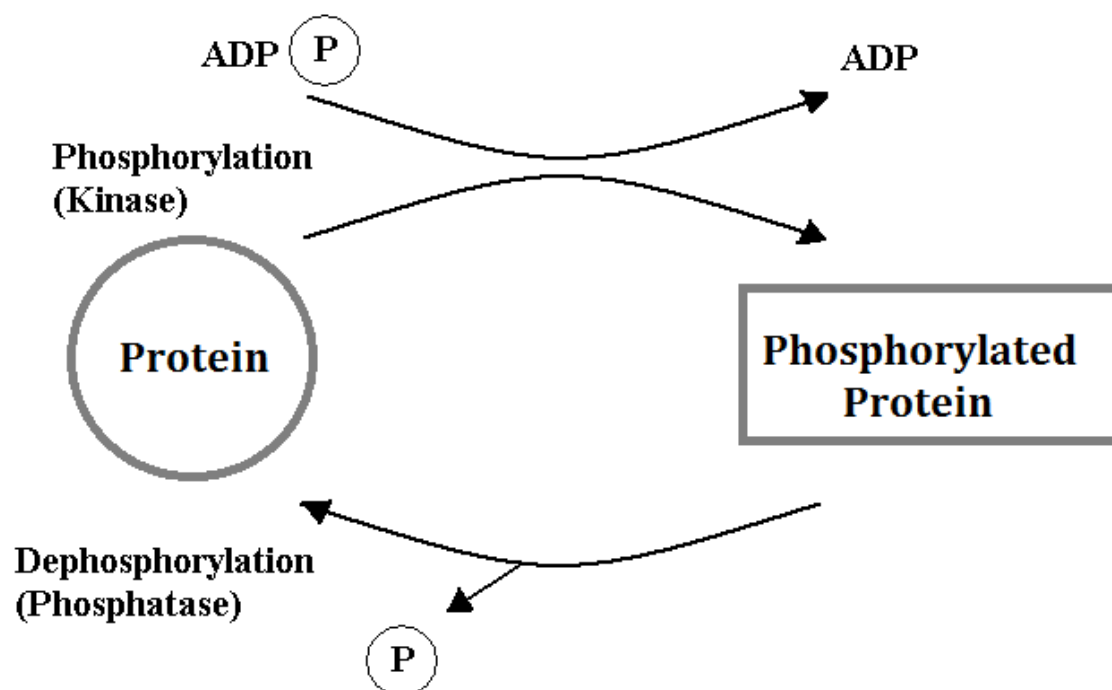 ADP P
ADP
Phosphorylation
(Kinase)
Protein
Phosphorylated
Protein
Dephosphorylation
(Phosphatase)
P